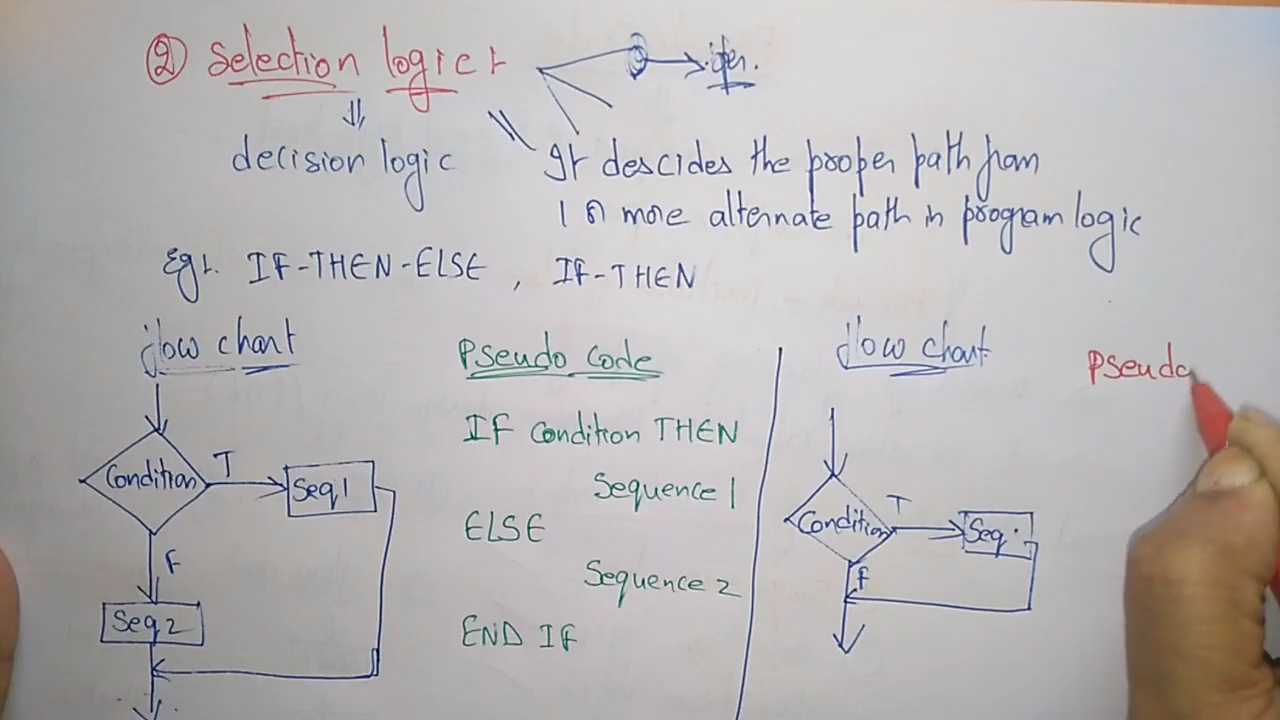 ② Selection logic :-
iden.
decision logic
It descides the proper path from
1 or more alternate path in program logic
Eg:- IF-THEN-ELSE , IF-THEN
flow chart
Condition
T
Seq 1
F
Seq 2
Pseudo Code
IF Condition THEN
Sequence 1
ELSE
Sequence 2
END IF
flow chart
Condition
T
Seq.
F
Pseudo